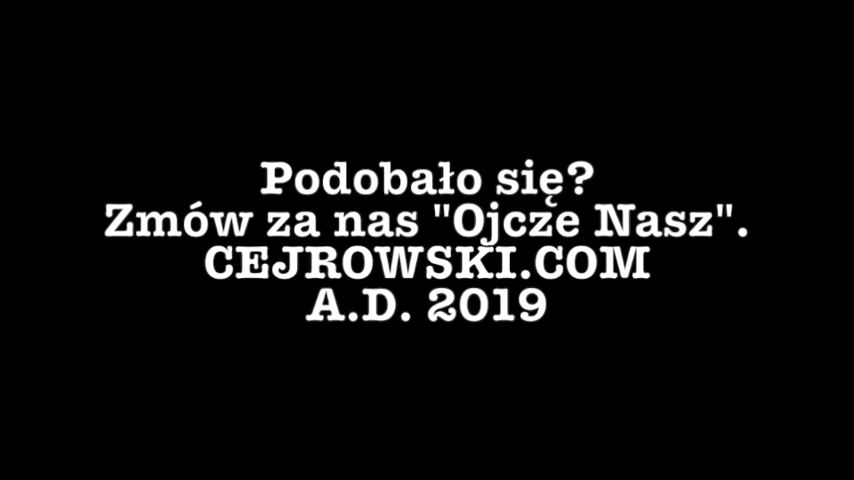 Podobało się?
Zmów za nas "Ojcze Nasz".
CEJROWSKI.COM
A.D. 2019